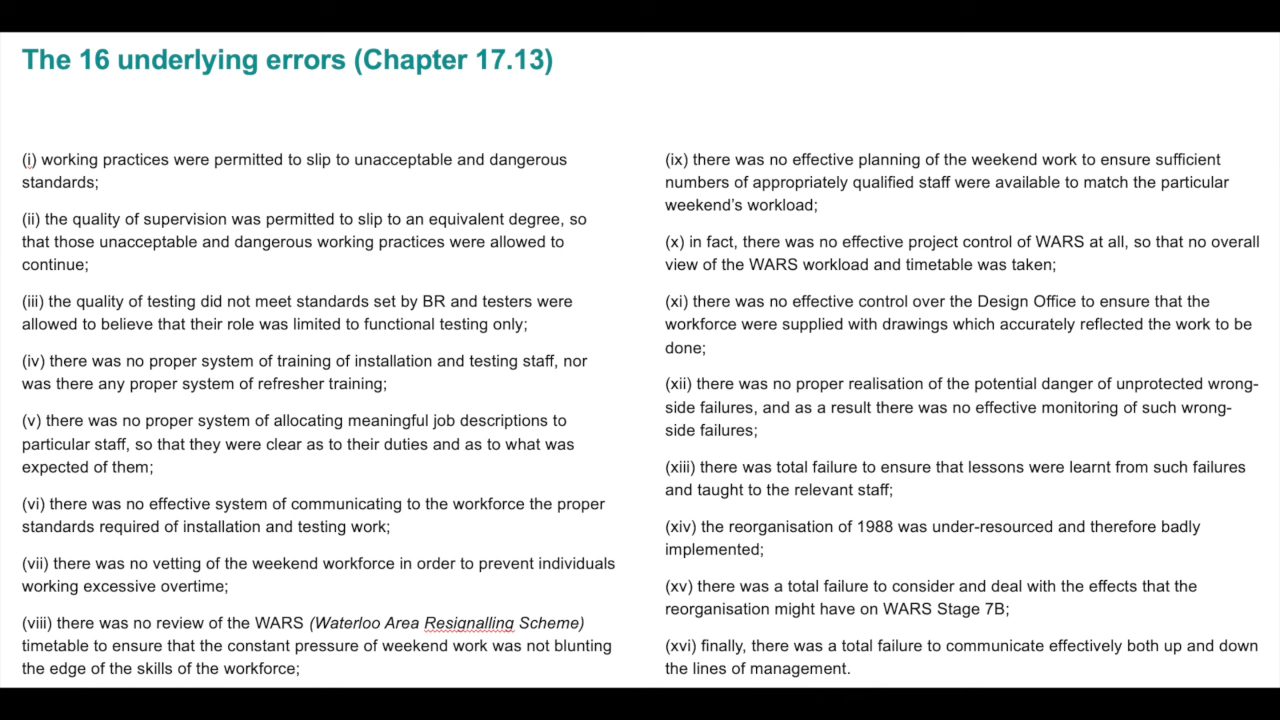 The 16 underlying errors (Chapter 17.13)
(i) working practices were permitted to slip to unacceptable and dangerous
standards;
(ii) the quality of supervision was permitted to slip to an equivalent degree, so
that those unacceptable and dangerous working practices were allowed to
continue;
(iii) the quality of testing did not meet standards set by BR and testers were
allowed to believe that their role was limited to functional testing only;
(iv) there was no proper system of training of installation and testing staff, nor
was there any proper system of refresher training;
(v) there was no proper system of allocating meaningful job descriptions to
particular staff, so that they were clear as to their duties and as to what was
expected of them;
(vi) there was no effective system of communicating to the workforce the proper
standards required of installation and testing work;
(vii) there was no vetting of the weekend workforce in order to prevent individuals
working excessive overtime;
(viii) there was no review of the WARS (Waterloo Area Resignalling Scheme)
timetable to ensure that the constant pressure of weekend work was not blunting
the edge of the skills of the workforce;
(ix) there was no effective planning of the weekend work to ensure sufficient
numbers of appropriately qualified staff were available to match the particular
weekend's workload;
(x) in fact, there was no effective project control of WARS at all, so that no overall
view of the WARS workload and timetable was taken;
(xi) there was no effective control over the Design Office to ensure that the
workforce were supplied with drawings which accurately reflected the work to be
done;
(xii) there was no proper realisation of the potential danger of unprotected wrong-
side failures, and as a result there was no effective monitoring of such wrong-
side failures;
(xiii) there was total failure to ensure that lessons were learnt from such failures
and taught to the relevant staff;
(xiv) the reorganisation of 1988 was under-resourced and therefore badly
implemented;
(xv) there was a total failure to consider and deal with the effects that the
reorganisation might have on WARS Stage 7B;
(xvi) finally, there was a total failure to communicate effectively both up and down
the lines of management.